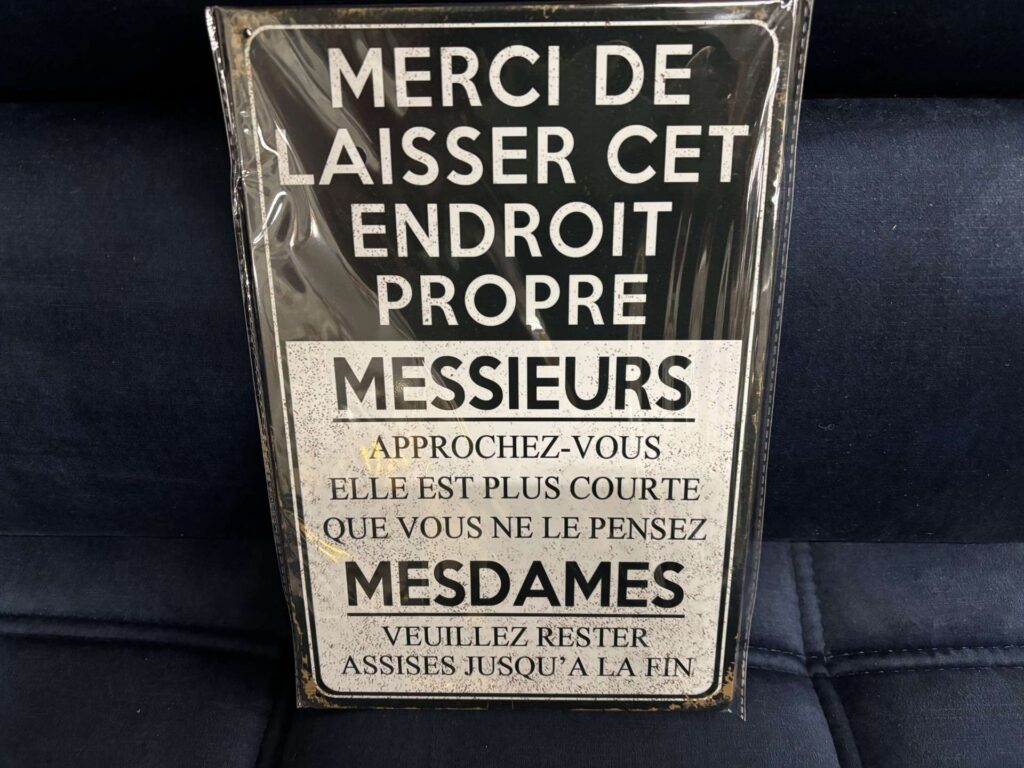 MERCI DE
LAISSER CET
ENDROIT
PROPRE
MESSIEURS
APPROCHEZ-VOUS
ELLE EST PLUS COURTE
QUE VOUS NE LE PENSEZ
MESDAMES
VEUILLEZ RESTER
ASSISES JUSQU'A LA FIN